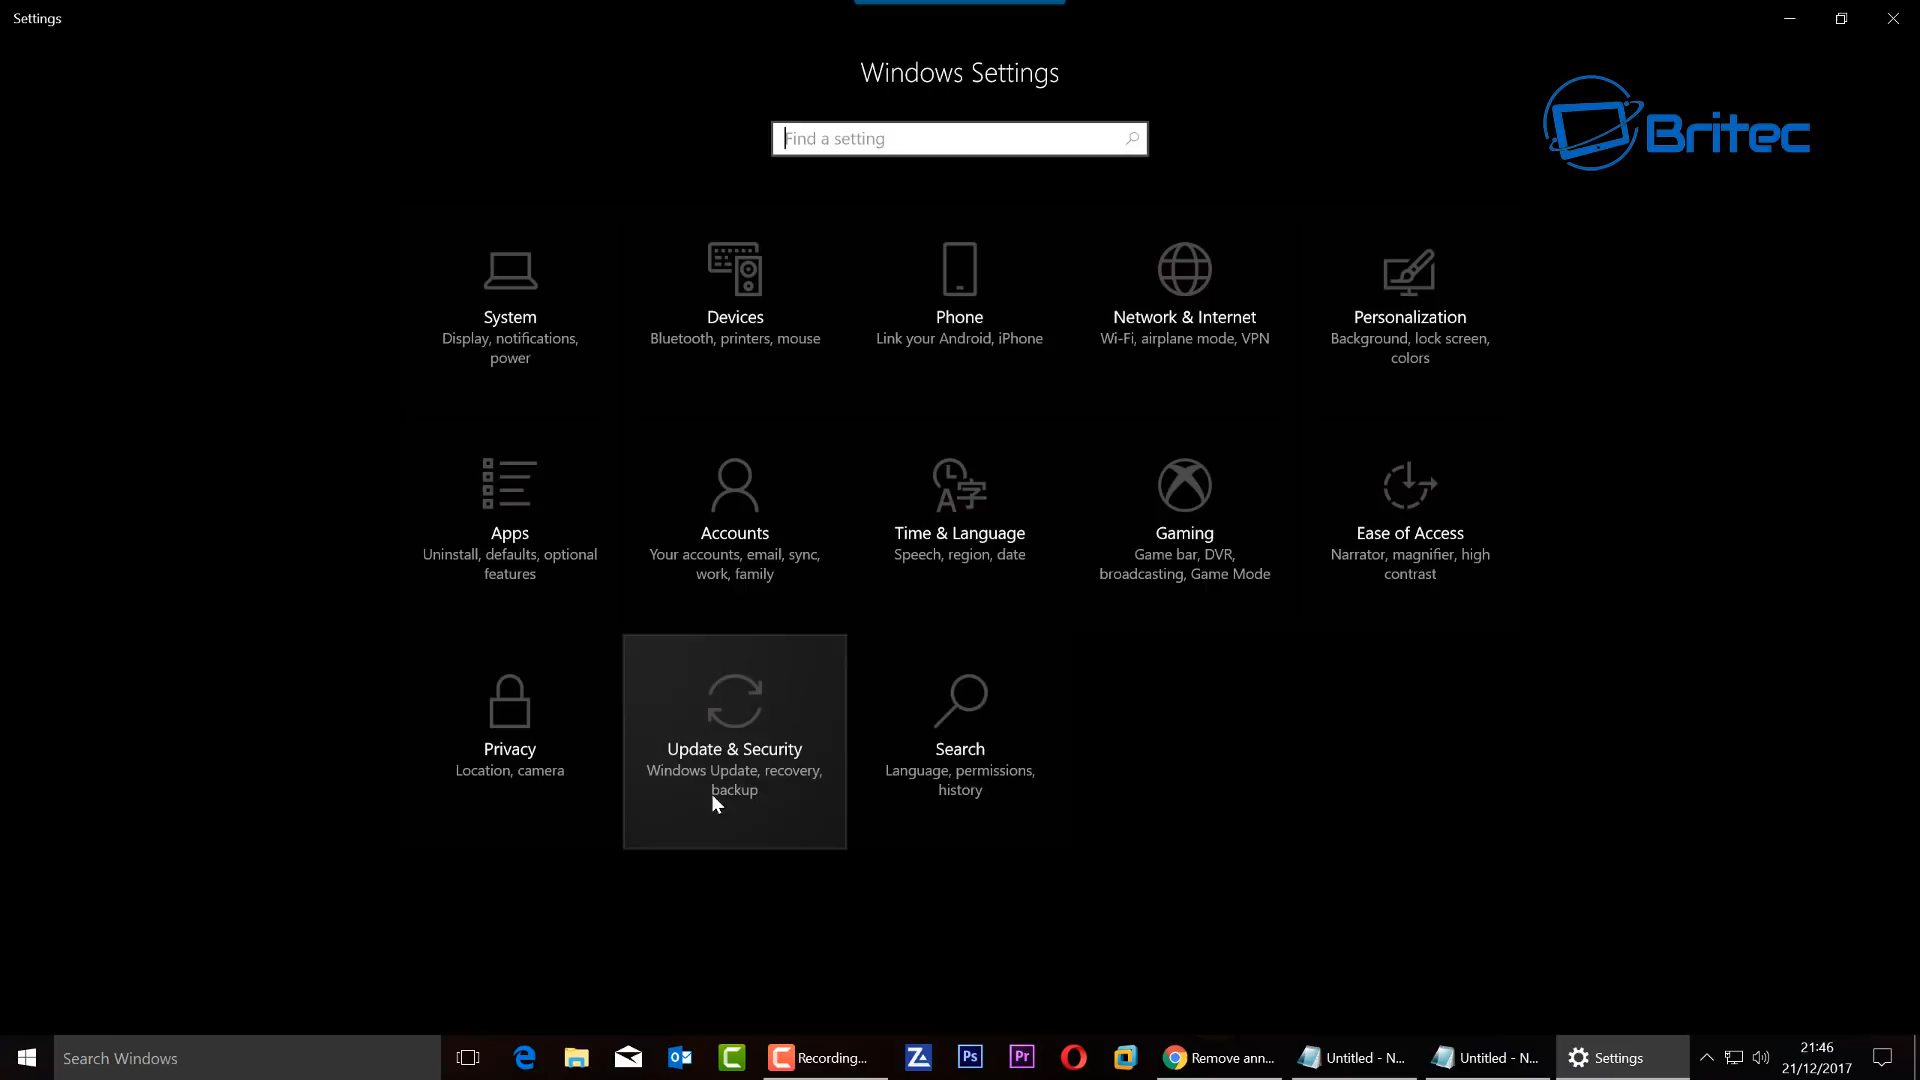 Settings
Windows Settings
Find a setting
Britec
System
Display, notifications,
power
Devices
Bluetooth, printers, mouse
Phone
Link your Android, iPhone
Network & Internet
Wi-Fi, airplane mode, VPN
Personalization
Background, lock screen,
colors
Apps
Uninstall, defaults, optional
features
Accounts
Your accounts, email, sync,
work, family
Time & Language
Speech, region, date
Gaming
Game bar, DVR,
broadcasting, Game Mode
Ease of Access
Narrator, magnifier, high
contrast
Privacy
Location, camera
Update & Security
Windows Update, recovery,
backup
Search
Language, permissions,
history
Search Windows
Recording...
Ps
Pr
Remove ann...
Untitled - N...
Untitled - N...
Settings
21:46
21/12/2017